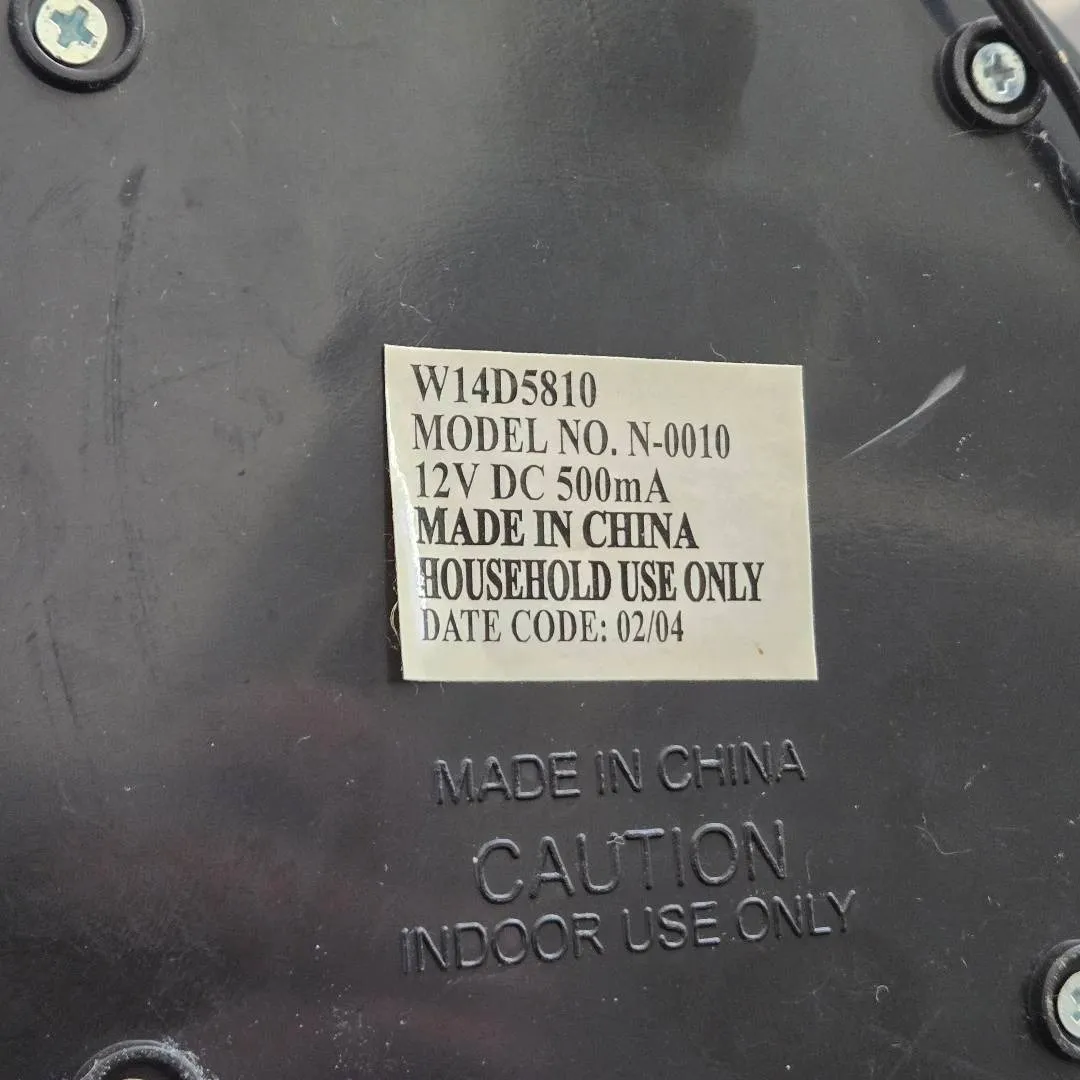 W14D5810
MODEL NO. N-0010
12V DC 500mA
MADE IN CHINA
HOUSEHOLD USE ONLY
DATE CODE: 02/04
MADE IN CHINA
CAUTION
INDOOR USE ONLY